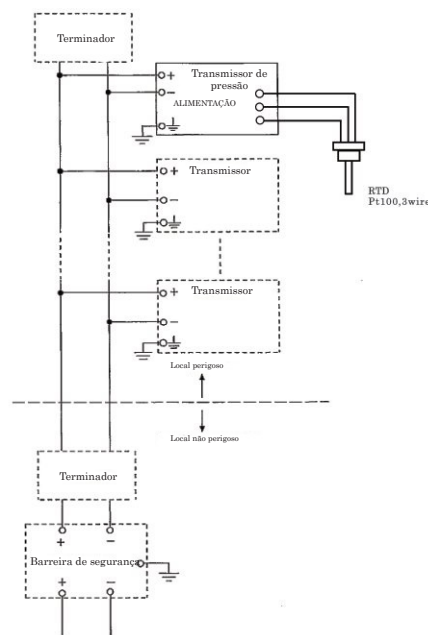 Terminador
Transmissor de
pressão
+
−
ALIMENTAÇÃO
RTD
Pt100,3wire
+
Transmissor
−
+
Transmissor
−
Local perigoso
Local não perigoso
Terminador
+
−
Barreira de segurança
+
−